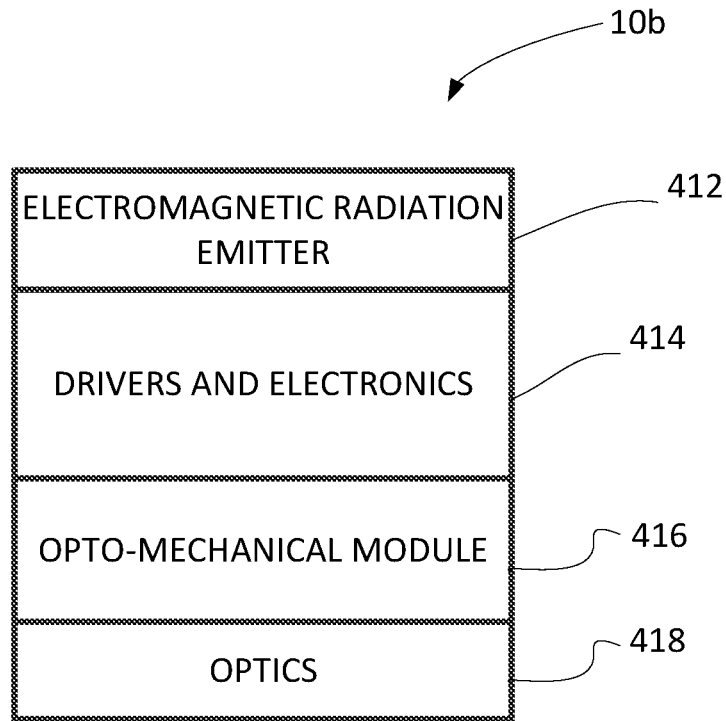 10b
ELECTROMAGNETIC RADIATION
EMITTER
412
DRIVERS AND ELECTRONICS
414
OPTO-MECHANICAL MODULE
416
OPTICS
418